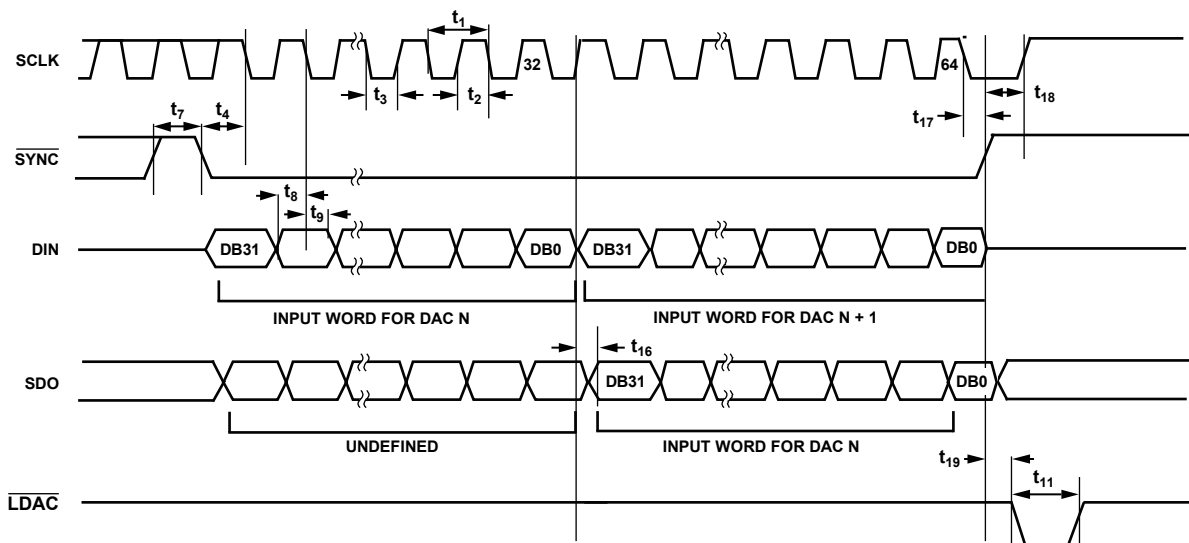 t1
SCLK
32
64
t3
t2
t18
t7
t4
t17
SYNC
t8
t9
DIN
DB31
DB0
DB31
DB0
INPUT WORD FOR DAC N
INPUT WORD FOR DAC N + 1
t16
SDO
DB31
DB0
UNDEFINED
INPUT WORD FOR DAC N
t19
t11
LDAC